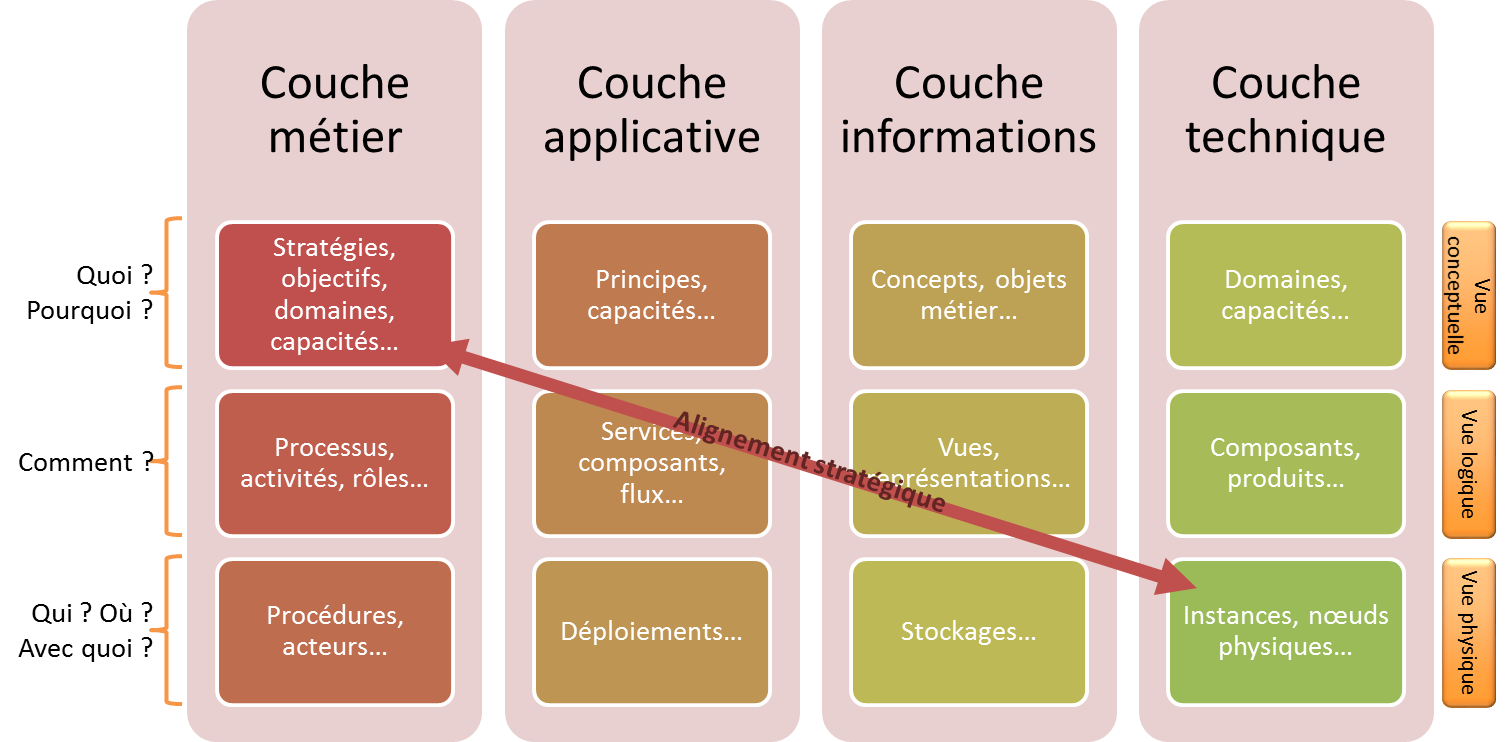 Couche
métier
Couche
applicative
Couche
informations
Couche
technique
Quoi ?
Pourquoi ?
Stratégies,
objectifs,
domaines,
capacités...
Principes,
capacités...
Concepts, objets
métier...
Domaines,
capacités...
Vue
conceptuelle
Comment ?
Processus,
activités, rôles...
Services,
composants,
flux...
Vues,
représentations...
Composants,
produits...
Vue logique
Alignement stratégique
Qui ? Où ?
Avec quoi ?
Procédures,
acteurs...
Déploiements...
Stockages...
Instances, nœuds
physiques...
Vue physique